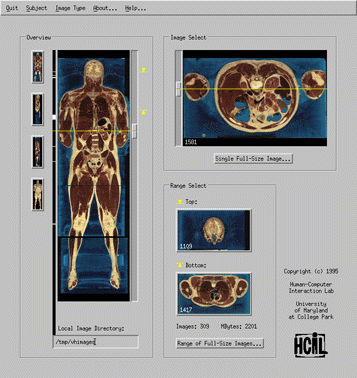 Quit Subject Image Type About... Help...
Overview
Local Image Directory:
/tmp/vhimages
Image Select
1581
Single Full-Size Image...
Range Select
Top:
1109
Bottom:
1417
Images: 309 MBytes: 2201
Range of Full-Size Images...
Copyright (c) 1995
Human-Computer
Interaction Lab
University
of Maryland
at College Park
HCIL